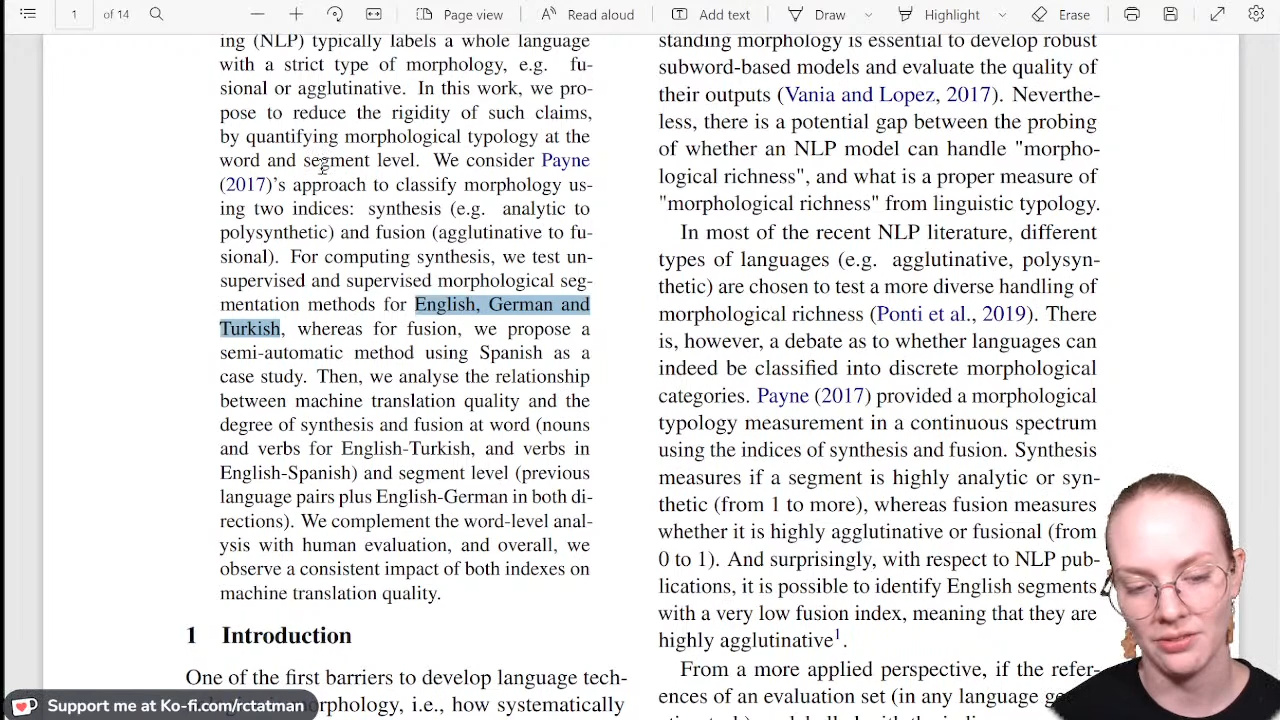 1 of 14 Page view Read aloud Add text Draw Highlight Erase
ing (NLP) typically labels a whole language
with a strict type of morphology, e.g. fu-
sional or agglutinative. In this work, we pro-
pose to reduce the rigidity of such claims,
by quantifying morphological typology at the
word and segment level. We consider Payne
(2017)'s approach to classify morphology us-
ing two indices: synthesis (e.g. analytic to
polysynthetic) and fusion (agglutinative to fu-
sional). For computing synthesis, we test un-
supervised and supervised morphological seg-
mentation methods for English, German and
Turkish, whereas for fusion, we propose a
semi-automatic method using Spanish as a
case study. Then, we analyse the relationship
between machine translation quality and the
degree of synthesis and fusion at word (nouns
and verbs for English-Turkish, and verbs in
English-Spanish) and segment level (previous
language pairs plus English-German in both di-
rections). We complement the word-level anal-
ysis with human evaluation, and overall, we
observe a consistent impact of both indexes on
machine translation quality.
1 Introduction
One of the first barriers to develop language tech-
morphology, i.e., how systematically
standing morphology is essential to develop robust
subword-based models and evaluate the quality of
their outputs (Vania and Lopez, 2017). Neverthe-
less, there is a potential gap between the probing
of whether an NLP model can handle "morpho-
logical richness", and what is a proper measure of
"morphological richness" from linguistic typology.
In most of the recent NLP literature, different
types of languages (e.g. agglutinative, polysyn-
thetic) are chosen to test a more diverse handling of
morphological richness (Ponti et al., 2019). There
is, however, a debate as to whether languages can
indeed be classified into discrete morphological
categories. Payne (2017) provided a morphological
typology measurement in a continuous spectrum
using the indices of synthesis and fusion. Synthesis
measures if a segment is highly analytic or syn-
thetic (from 1 to more), whereas fusion measures
whether it is highly agglutinative or fusional (from
0 to 1). And surprisingly, with respect to NLP pub-
lications, it is possible to identify English segments
with a very low fusion index, meaning that they are
highly agglutinative1.
From a more applied perspective, if the refer-
ences of an evaluation set (in any language
Support me at Ko-fi.com/rctatman